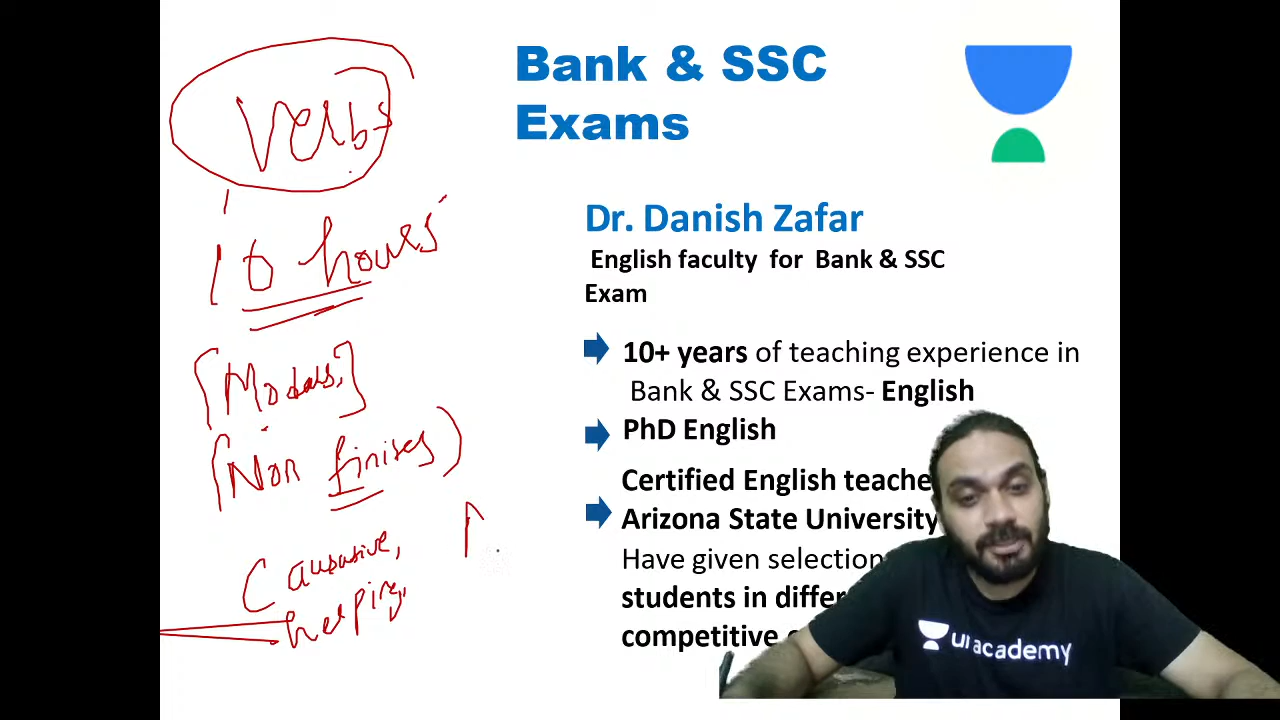 Verbs
10 hours
[Modals,]
[Non finites)
Causative,
helping,
Bank & SSC
Exams
Dr. Danish Zafar
English faculty for Bank & SSC
Exam
10+ years of teaching experience in
Bank & SSC Exams- English
PhD English
Certified English teache
Arizona State University
Have given selection
students in differ
competitive
unacademy